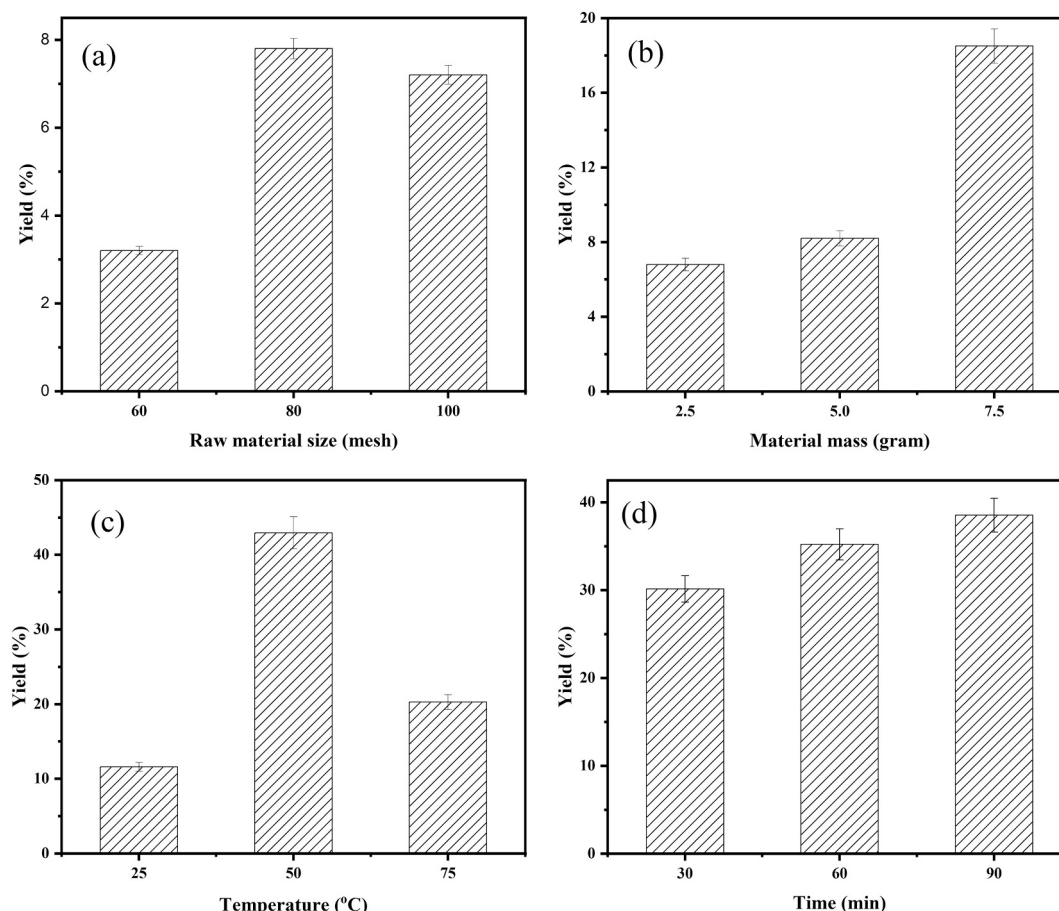 (a)
8
6
4
2
0
Yield (%)
60 80 100
Raw material size (mesh)
(b)
20
16
12
8
4
0
Yield (%)
2.5 5.0 7.5
Material mass (gram)
(c)
50
40
30
20
10
0
Yield (%)
25 50 75
Temperature (⁰C)
(d)
40
30
20
10
0
Yield (%)
30 60 90
Time (min)